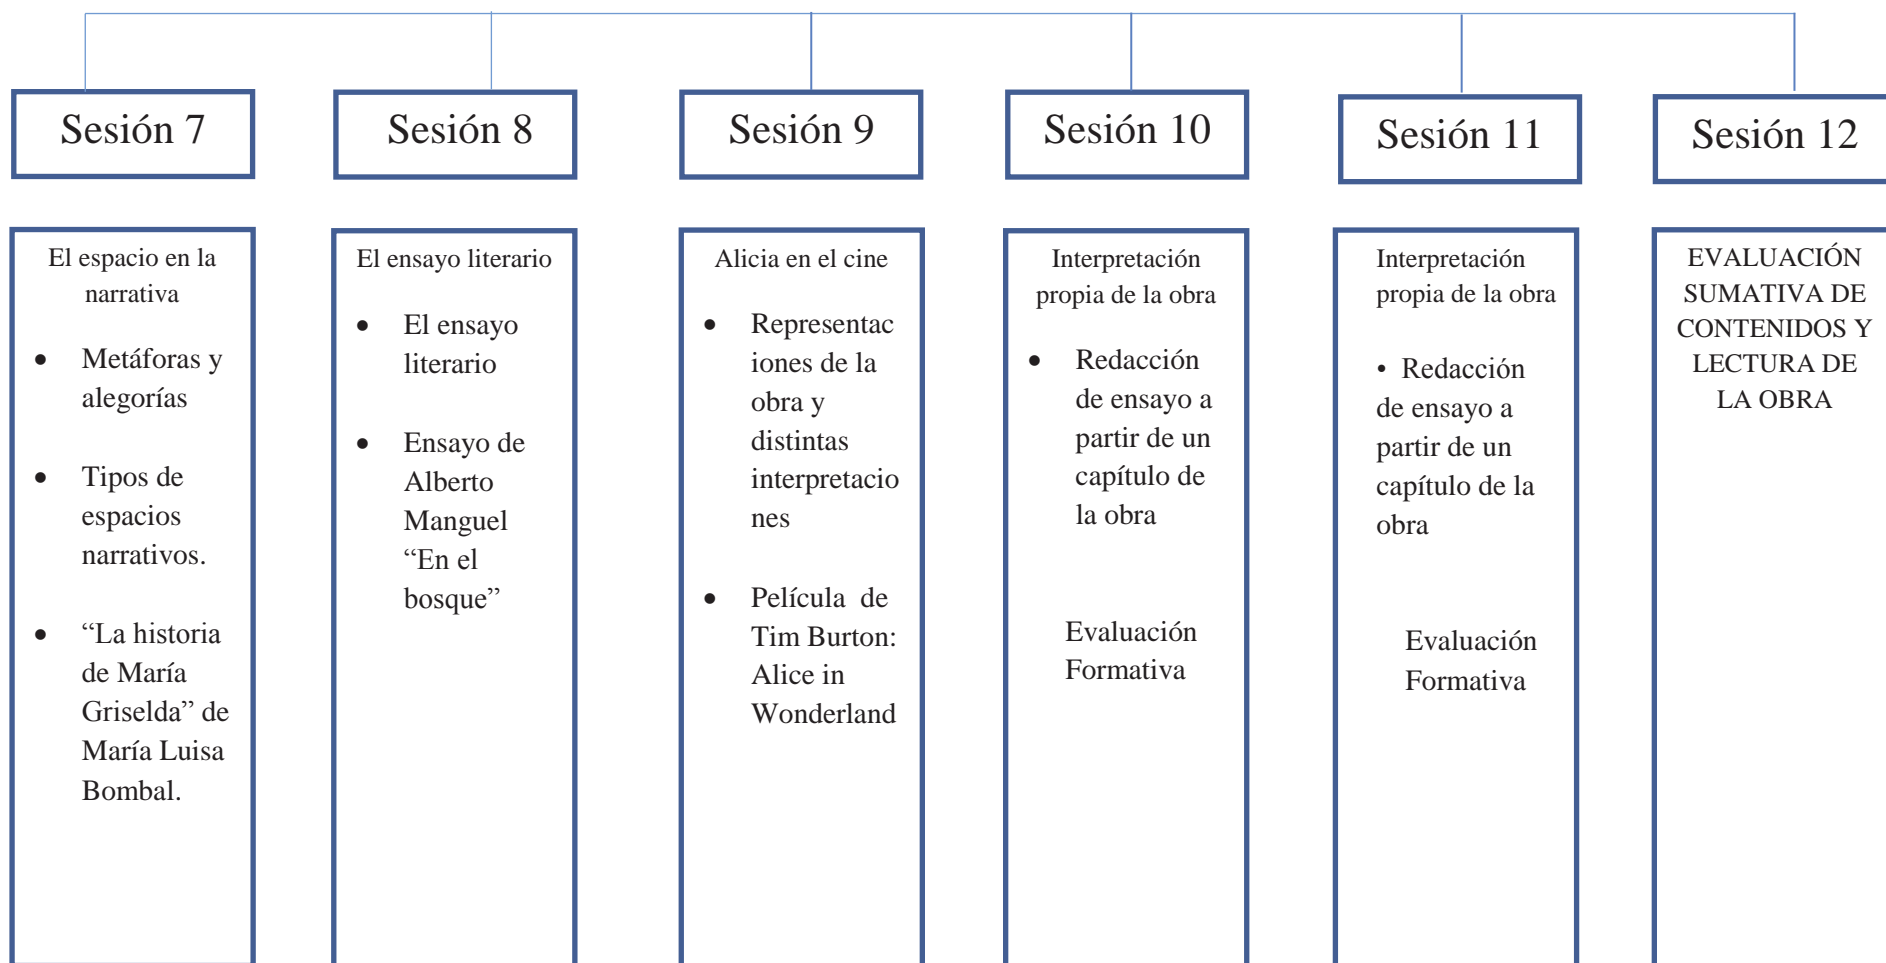 Sesión 7
Sesión 8
Sesión 9
Sesión 10
Sesión 11
Sesión 12
El espacio en la
narrativa
• Metáforas y
alegorías
• Tipos de
espacios
narrativos.
• “La historia
de María
Griselda” de
María Luisa
Bombal.
El ensayo literario
• El ensayo
literario
• Ensayo de
Alberto
Manguel
“En el
bosque”
Alicia en el cine
• Representac
iones de la
obra y
distintas
interpretacio
nes
• Película de
Tim Burton:
Alice in
Wonderland
Interpretación
propia de la obra
• Redacción
de ensayo a
partir de un
capítulo de
la obra
Evaluación
Formativa
Interpretación
propia de la obra
• Redacción
de ensayo a
partir de un
capítulo de la
obra
Evaluación
Formativa
EVALUACIÓN
SUMATIVA DE
CONTENIDOS Y
LECTURA DE
LA OBRA